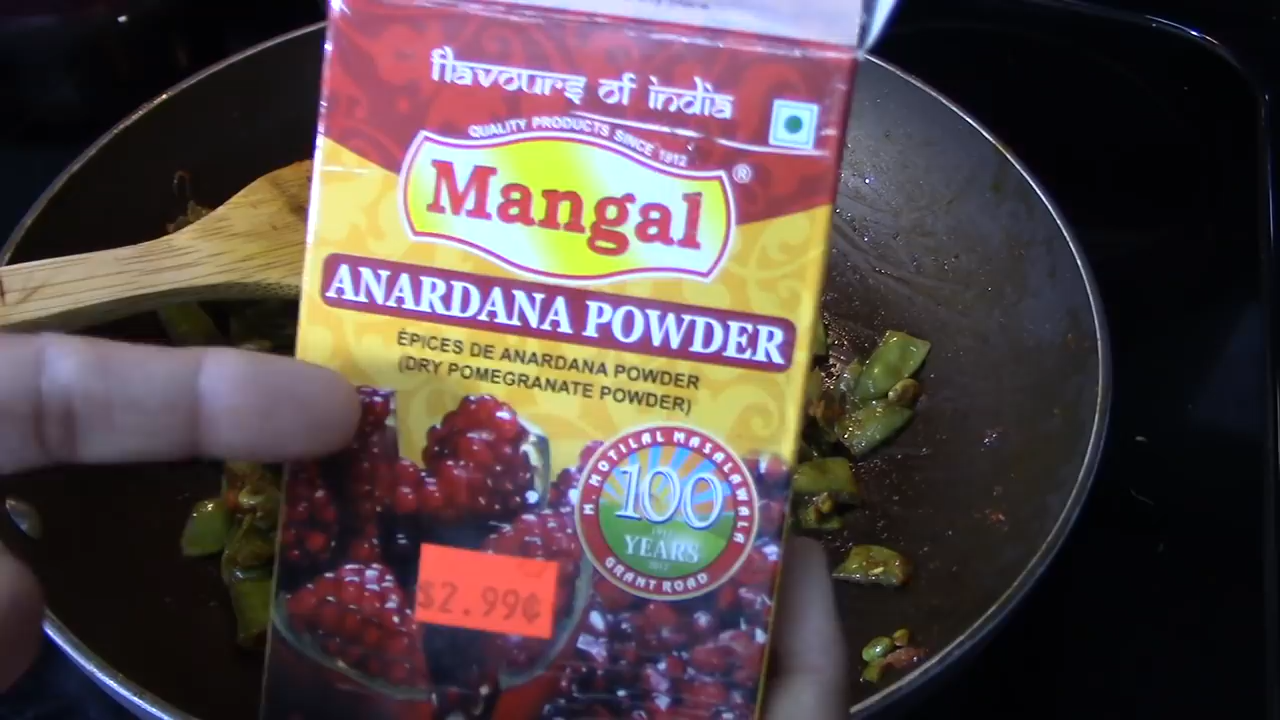 flavours of india
QUALITY PRODUCTS SINCE 1912
Mangal ®
ANARDANA POWDER
ÉPICES DE ANARDANA POWDER
(DRY POMEGRANATE POWDER)
M. MOTILAL MASALAWALA
100
YEARS
GRANT ROAD
$2.99¢